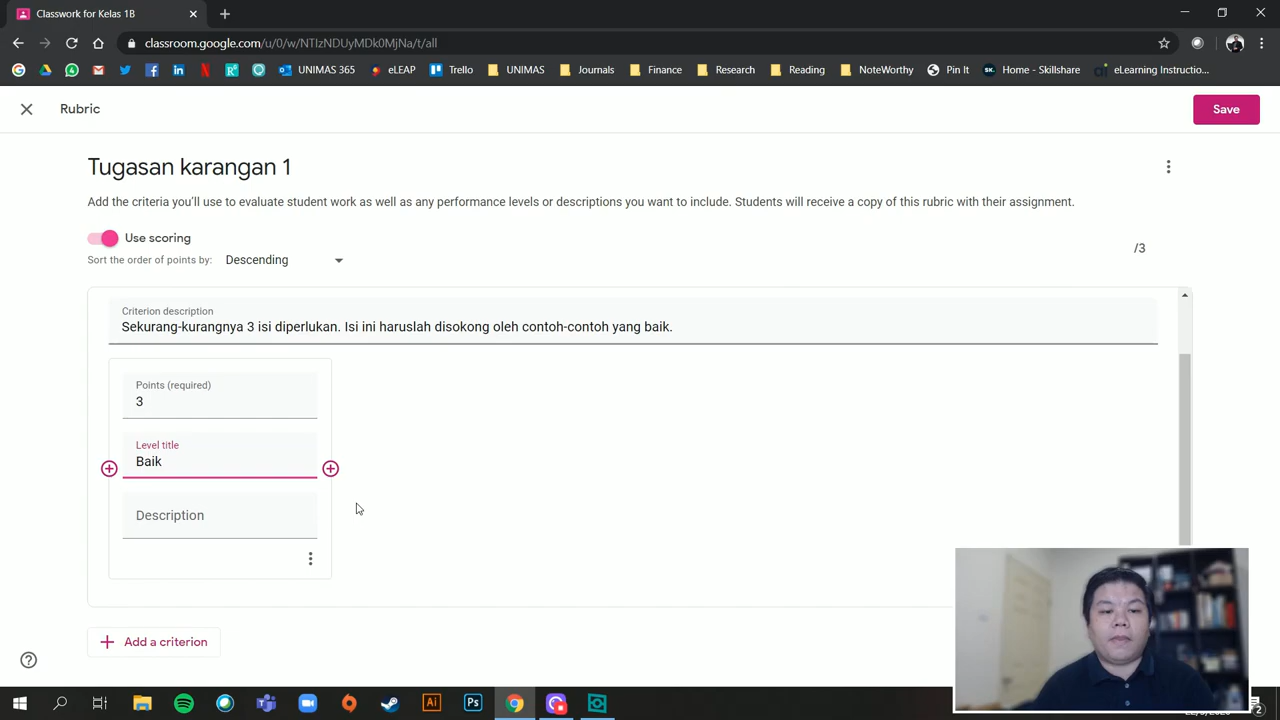 Classwork for Kelas 1B
classroom.google.com/u/0/w/NTIzNDUyMDk0MjNa/t/all
UNIMAS 365
eLEAP
Trello
UNIMAS
Journals
Finance
Research
Reading
NoteWorthy
Pin It
Home - Skillshare
eLearning Instructio...
Rubric
Save
Tugasan karangan 1
Add the criteria you'll use to evaluate student work as well as any performance levels or descriptions you want to include. Students will receive a copy of this rubric with their assignment.
Use scoring
/3
Sort the order of points by: Descending
Criterion description
Sekurang-kurangnya 3 isi diperlukan. Isi ini haruslah disokong oleh contoh-contoh yang baik.
Points (required)
3
Level title
Baik
Description
Add a criterion